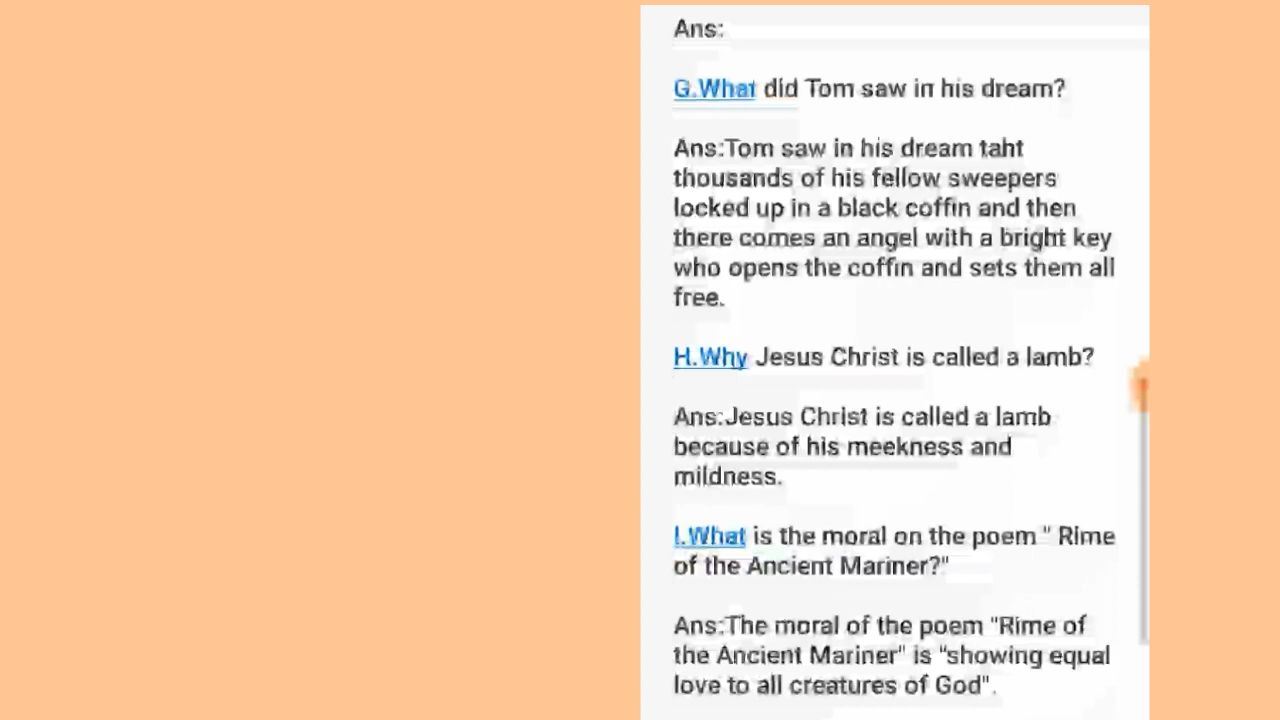 Ans:
G.What did Tom saw in his dream?
Ans:Tom saw in his dream taht
thousands of his fellow sweepers
locked up in a black coffin and then
there comes an angel with a bright key
who opens the coffin and sets them all
free.
H.Why Jesus Christ is called a lamb?
Ans:Jesus Christ is called a lamb
because of his meekness and
mildness.
I.What is the moral on the poem " Rime
of the Ancient Mariner?"
Ans:The moral of the poem "Rime of
the Ancient Mariner" is "showing equal
love to all creatures of God".